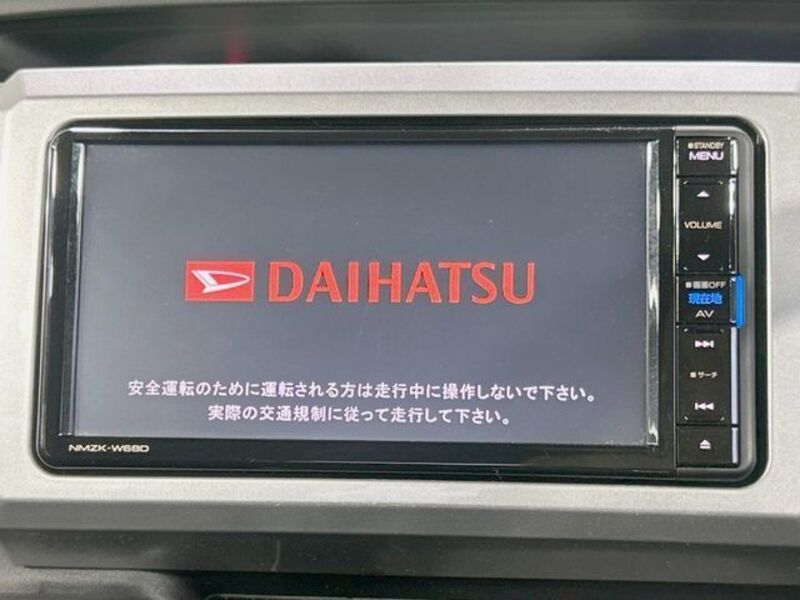 ■STANDBY
MENU
VOLUME
■画面OFF
現在地
AV
■サーチ
DAIHATSU
安全運転のために運転される方は走行中に操作しないで下さい。
実際の交通規制に従って走行して下さい。
NMZK-W68D